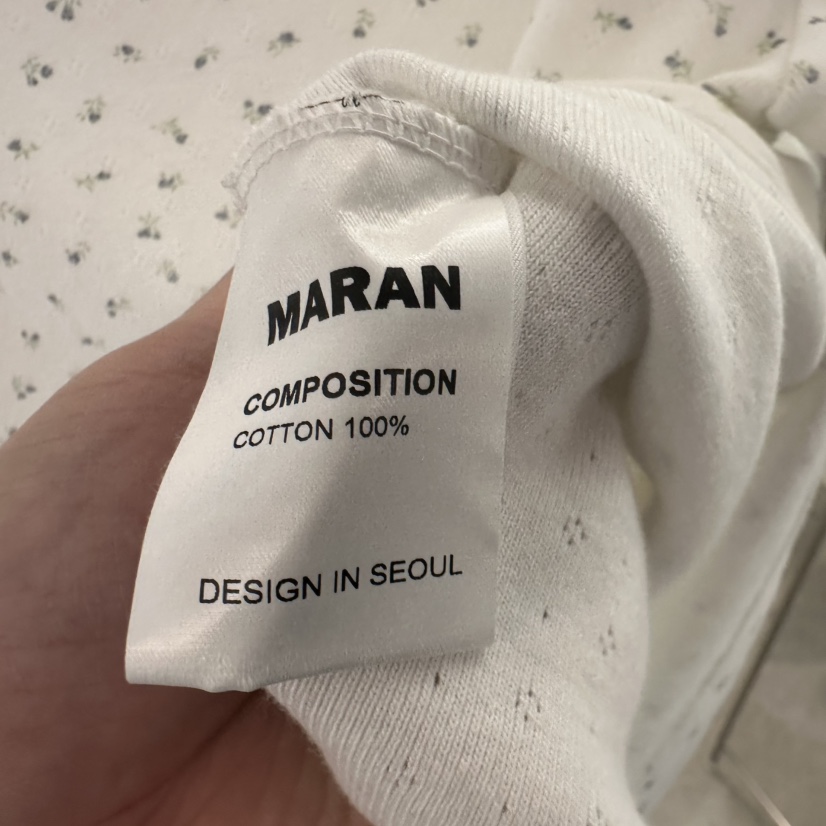 MARAN
COMPOSITION
COTTON 100%
DESIGN IN SEOUL